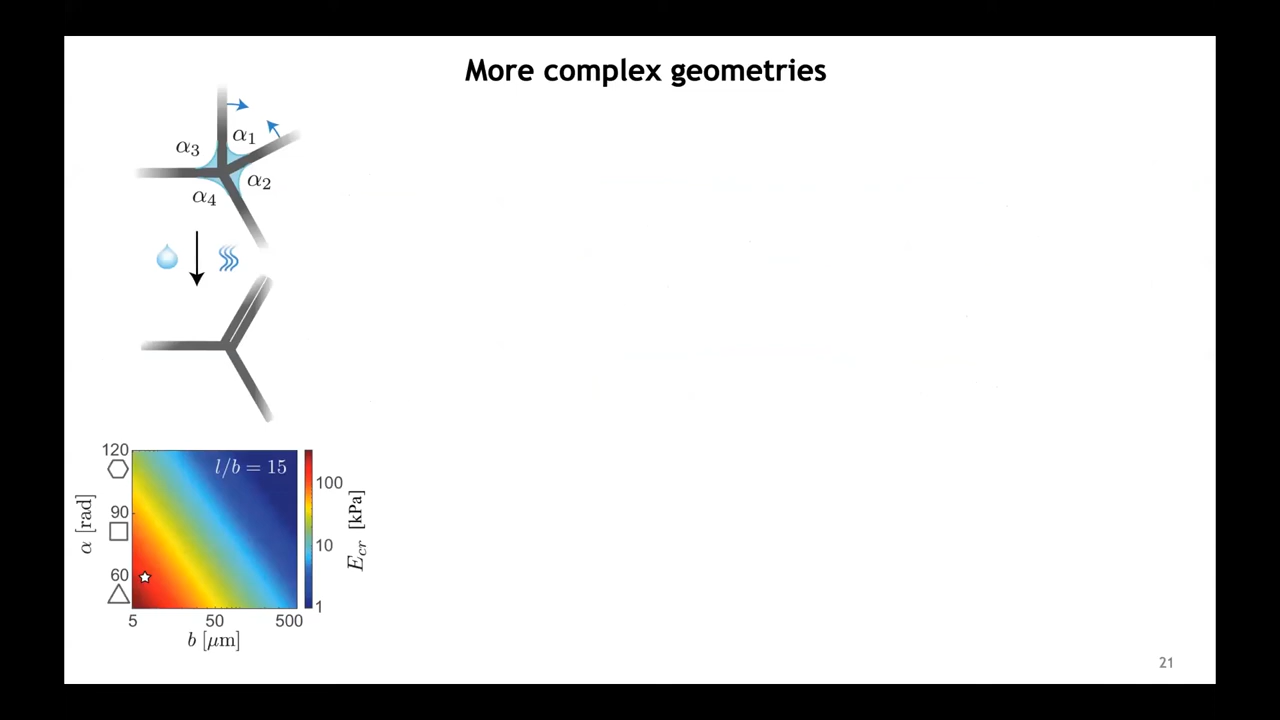 More complex geometries
α1
α3
α2
α4
120
90
60
α [rad]
l/b = 15
100
10
1
Ecr [kPa]
5
50
500
b [μm]
21